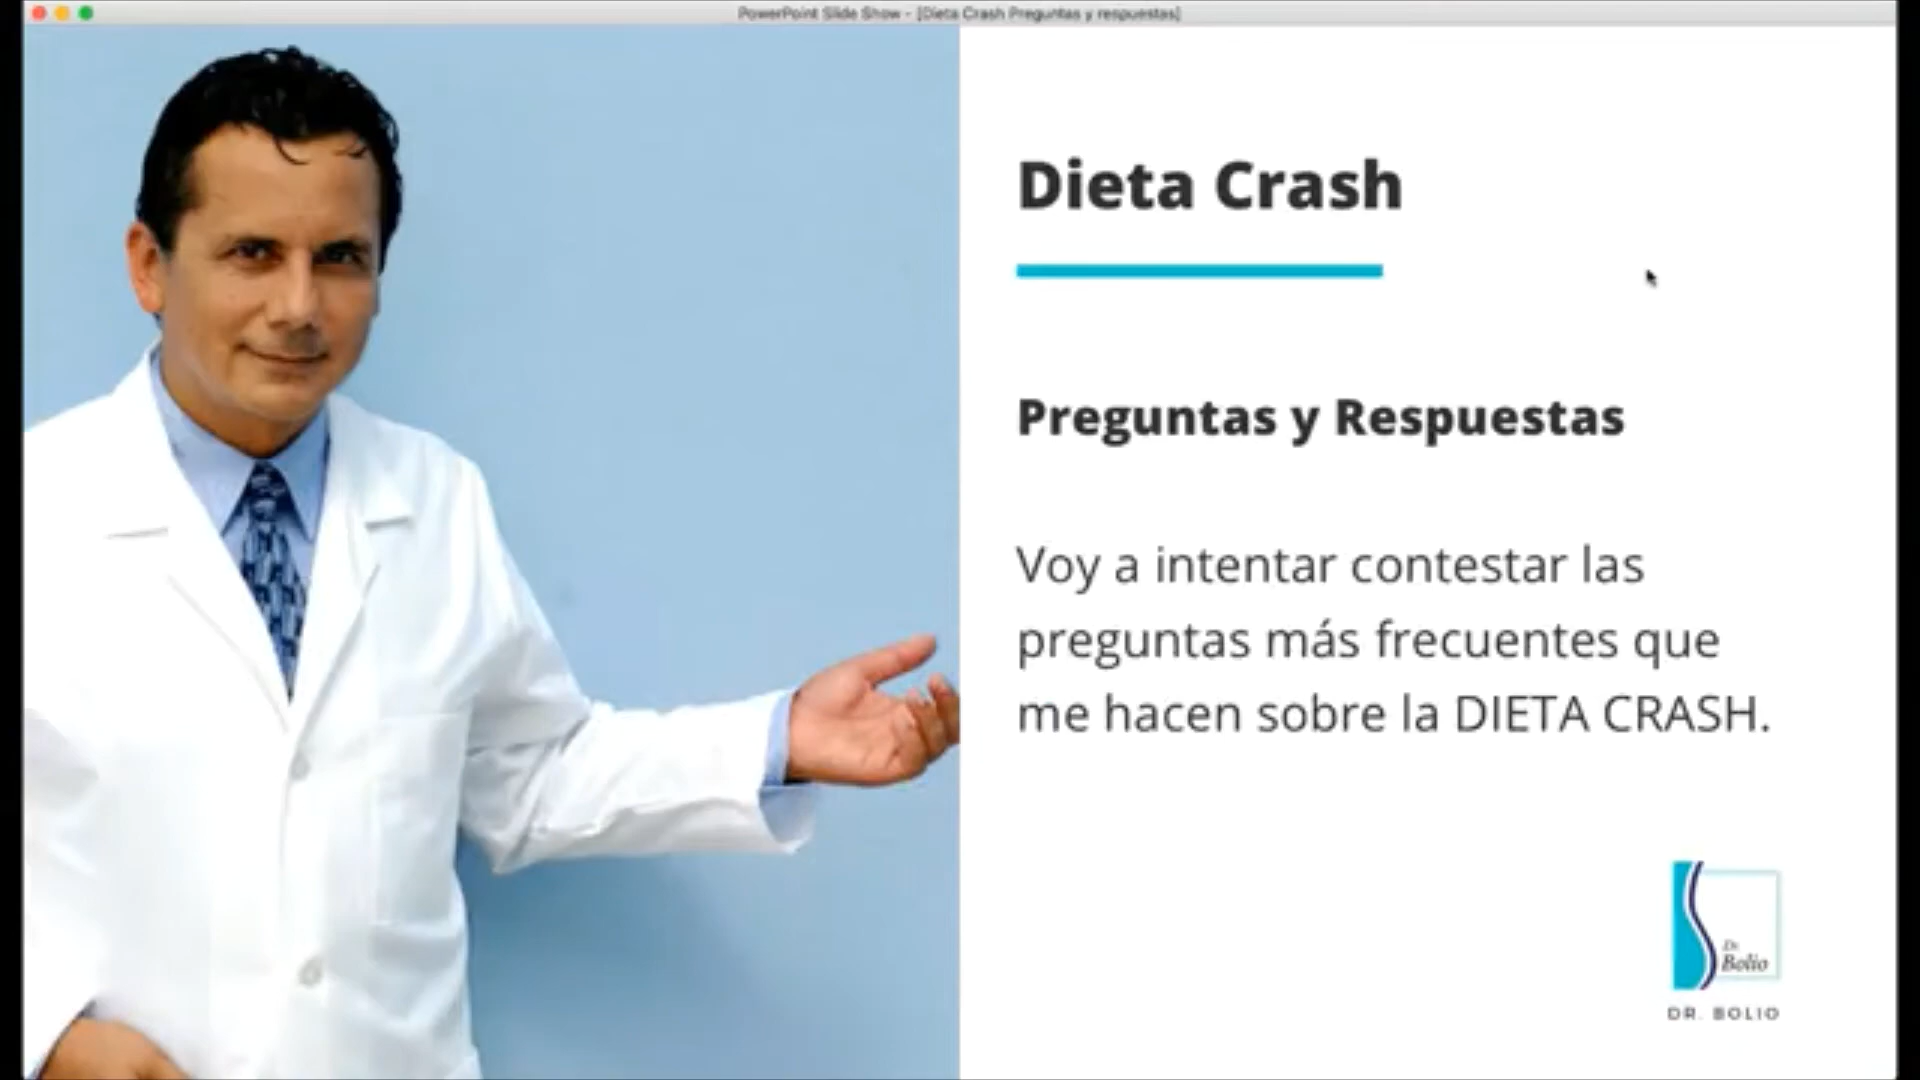 PowerPoint Slide Show - [Dieta Crash Preguntas y respuestas]
Dieta Crash
Preguntas y Respuestas
Voy a intentar contestar las
preguntas más frecuentes que
me hacen sobre la DIETA CRASH.
Dr.
Bolio
DR. BOLIO